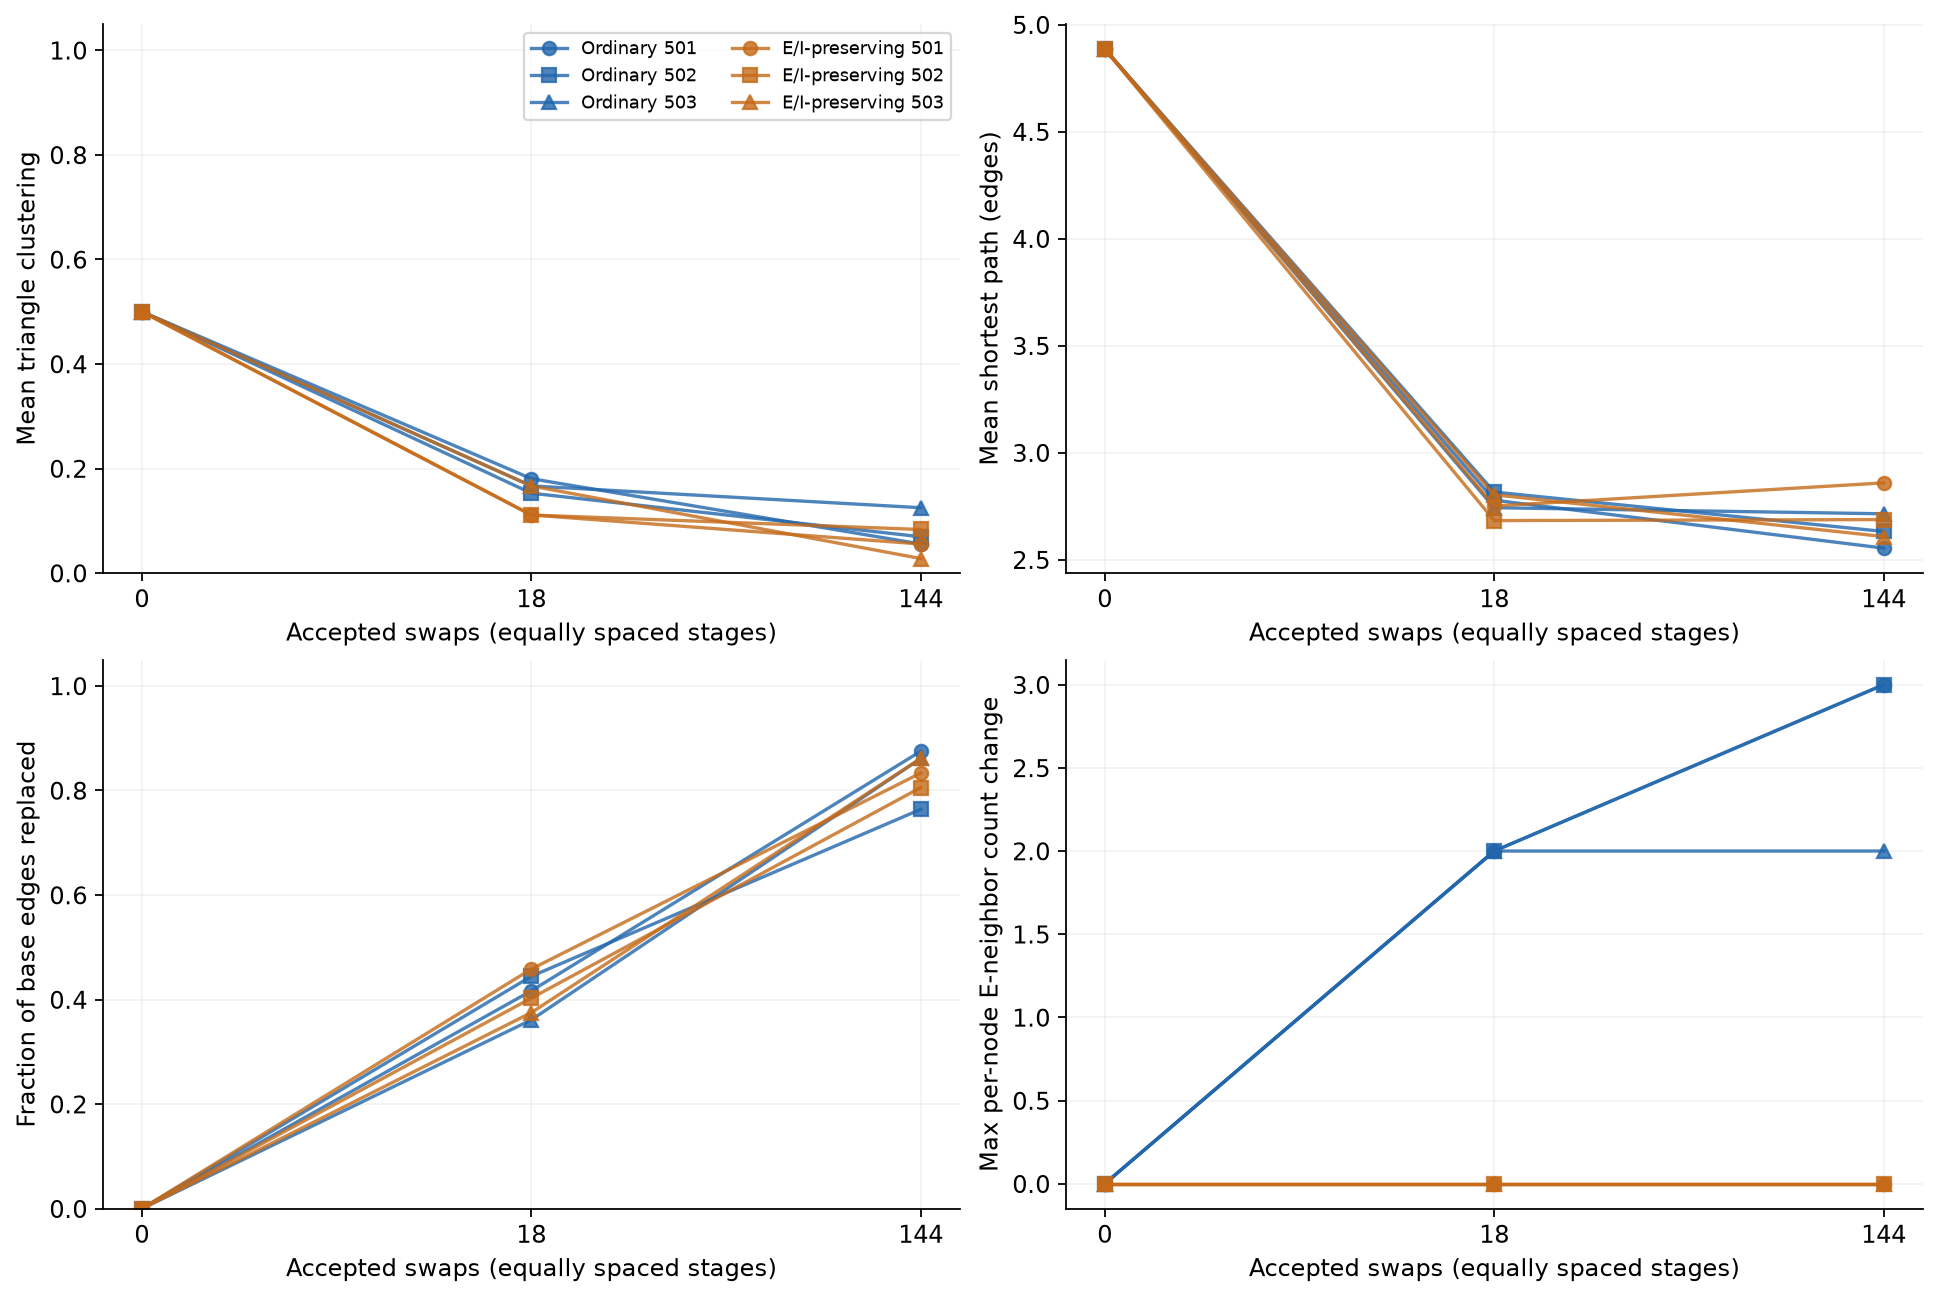 Mean triangle clustering
1.0
0.8
0.6
0.4
0.2
0.0
Ordinary 501
Ordinary 502
Ordinary 503
E/I-preserving 501
E/I-preserving 502
E/I-preserving 503
0 18 144
Accepted swaps (equally spaced stages)
Mean shortest path (edges)
5.0
4.5
4.0
3.5
3.0
2.5
0 18 144
Accepted swaps (equally spaced stages)
Fraction of base edges replaced
1.0
0.8
0.6
0.4
0.2
0.0
0 18 144
Accepted swaps (equally spaced stages)
Max per-node E-neighbor count change
3.0
2.5
2.0
1.5
1.0
0.5
0.0
0 18 144
Accepted swaps (equally spaced stages)